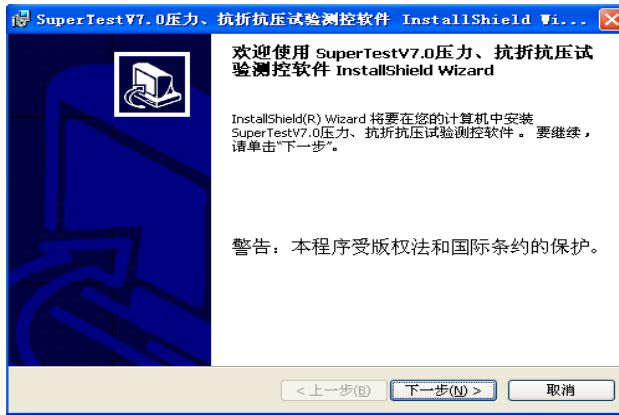 SuperTestV7.0压力、抗折抗压试验测控软件 InstallShield Wi...
欢迎使用 SuperTestV7.0压力、抗折抗压试
验测控软件 InstallShield Wizard
InstallShield(R) Wizard 将要在您的计算机中安装
SuperTestV7.0压力、抗折抗压试验测控软件 。 要继续，
请单击“下一步”。
警告：本程序受版权法和国际条约的保护。
< 上一步(B)
下一步(N) >
取消